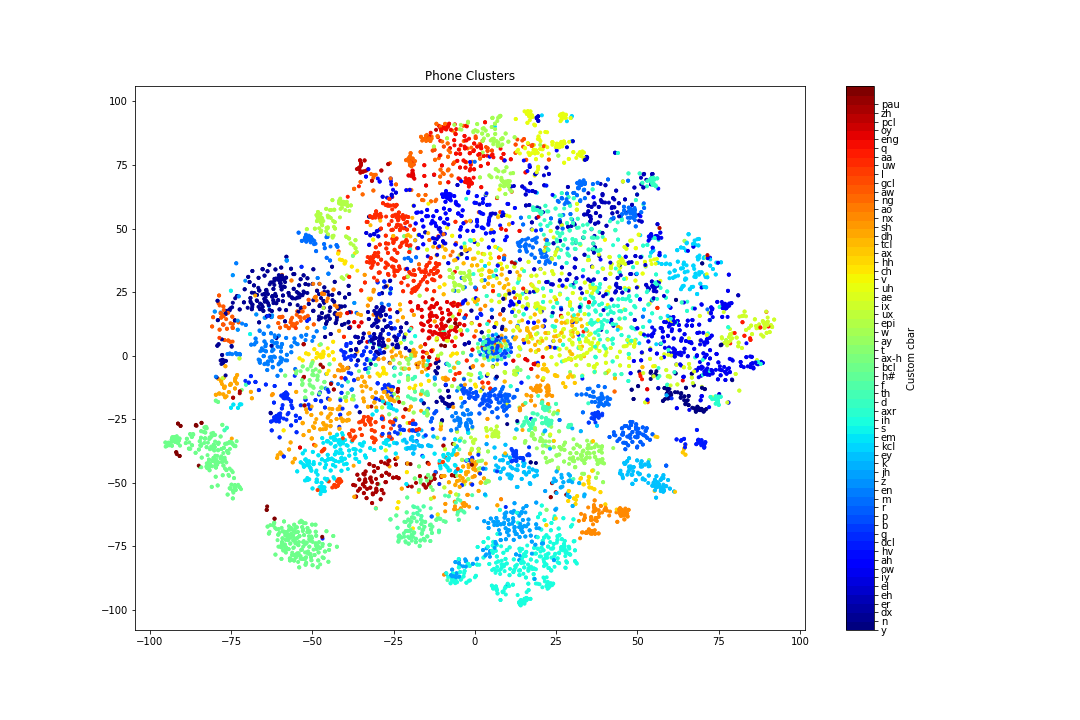 Phone Clusters
100
75
50
25
0
−25
−50
−75
−100
−100
−75
−50
−25
0
25
50
75
100
pau
zh
pcl
oy
eng
q
aa
uw
l
gcl
aw
ng
ao
nx
sh
dh
tcl
ax
hh
ch
v
uh
ae
ix
ux
epi
w
ay
t
ax-h
bcl
h#
f
th
d
axr
ih
s
em
kcl
ey
k
jh
z
en
m
r
p
b
g
dcl
hv
ah
ow
iy
el
eh
er
dx
n
y
Custom cbar